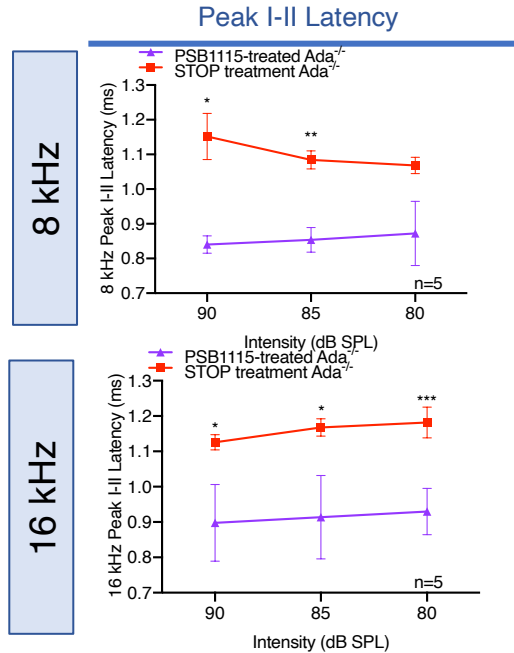 Peak I-II Latency
8 kHz
PSB1115-treated Ada-/-
STOP treatment Ada-/-
8 kHz Peak I-II Latency (ms)
1.3
1.2
1.1
1.0
0.9
0.8
0.7
*
**
n=5
90 85 80
Intensity (dB SPL)
16 kHz
PSB1115-treated Ada-/-
STOP treatment Ada-/-
16 kHz Peak I-II Latency (ms)
1.3
1.2
1.1
1.0
0.9
0.8
0.7
*
*
***
n=5
90 85 80
Intensity (dB SPL)